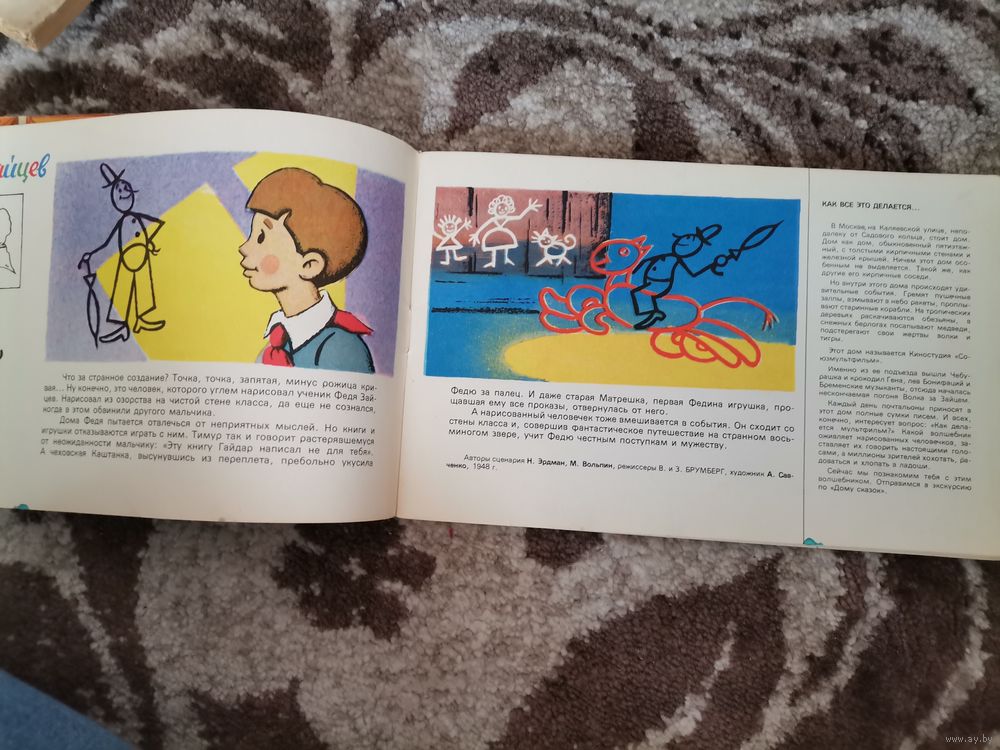 йцев
Что за странное создание? Точка, точка, запятая, минус рожица кри-
вая... Ну конечно, это человек, которого углем нарисовал ученик Федя Зай-
цев. Нарисовал из озорства на чистой стене класса, да еще не сознался,
когда в этом обвинили другого мальчика.
Дома Федя пытается отвлечься от неприятных мыслей. Но книги и
игрушки отказываются играть с ним. Тимур так и говорит растерявшемуся
от неожиданности мальчику: «Эту книгу Гайдар написал не для тебя».
А чеховская Каштанка, высунувшись из переплета, пребольно укусила
Федю за палец. И даже старая Матрешка, первая Федина игрушка, про-
щавшая ему все проказы, отвернулась от него.
А нарисованный человечек тоже вмешивается в события. Он сходит со
стены класса и, совершив фантастическое путешествие на странном вось-
миногом звере, учит Федю честным поступкам и мужеству.
Авторы сценария Н. Эрдман, М. Вольпин, режиссеры В. и З. БРУМБЕРГ, художник А. Сав-
ченко, 1948 г.
КАК ВСЕ ЭТО ДЕЛАЕТСЯ...
В Москве, на Каляевской улице, непо-
далеку от Садового кольца, стоит дом.
Дом как дом, обыкновенный пятиэтаж-
ный, с толстыми кирпичными стенами и
железной крышей. Ничем этот дом осо-
бенным не выделяется. Такой же, как
другие его кирпичные соседи.
Но внутри этого дома происходят уди-
вительные события. Гремят пушечные
залпы, взмывают в небо ракеты, проплы-
вают старинные корабли. На тропических
деревьях раскачиваются обезьяны, в
снежных берлогах посапывают медведи,
подстерегают свои жертвы волки и
тигры.
Этот дом называется Киностудия «Со-
юзмультфильм».
Именно из ее подъезда вышли Чебу-
рашка и крокодил Гена, лев Бонифаций и
Бременские музыканты, отсюда началась
нескончаемая погоня Волка за Зайцем.
Каждый день почтальоны приносят в
этот дом полные сумки писем. И всех,
конечно, интересует вопрос: «Как дела-
ется мультфильм?» Какой волшебник
оживляет нарисованных человечков, за-
ставляет их говорить настоящими голо-
сами, а миллионы зрителей хохотать, ра-
доваться и хлопать в ладоши.
Сейчас мы познакомим тебя с этим
волшебником. Отправимся в экскурсию
по «Дому сказок».
www.ay.by